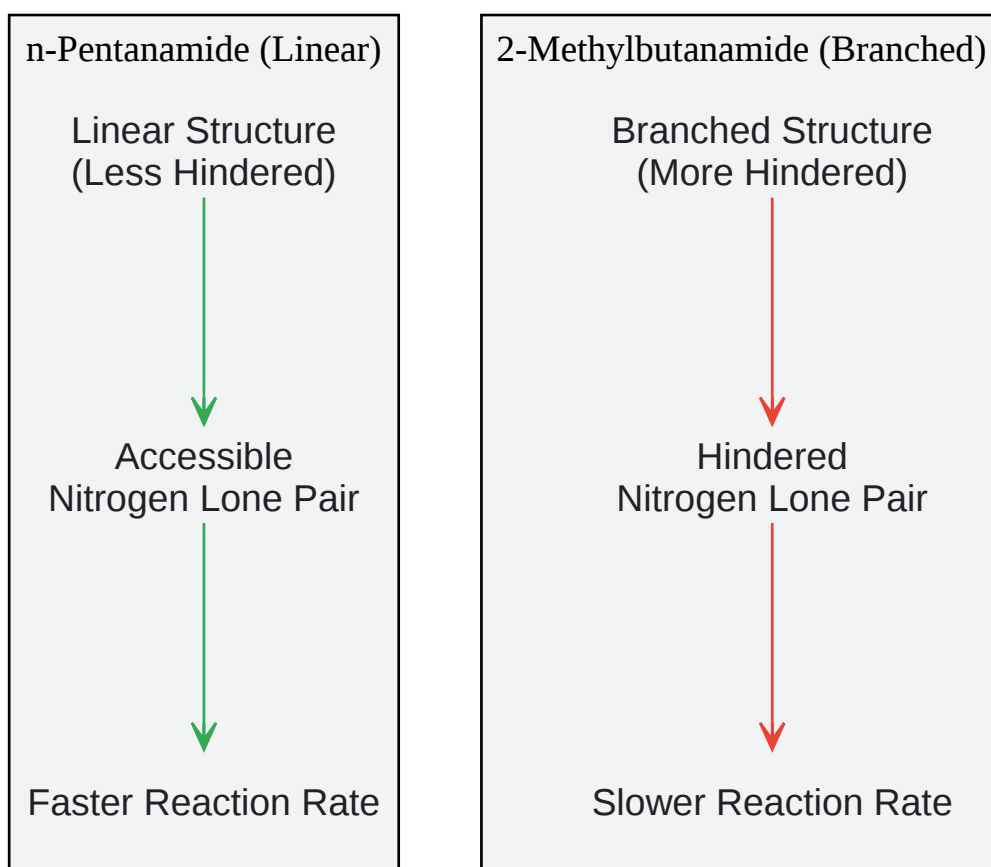 n-Pentanamide (Linear)
Linear Structure
(Less Hindered)
Accessible
Nitrogen Lone Pair
Faster Reaction Rate
2-Methylbutanamide (Branched)
Branched Structure
(More Hindered)
Hindered
Nitrogen Lone Pair
Slower Reaction Rate